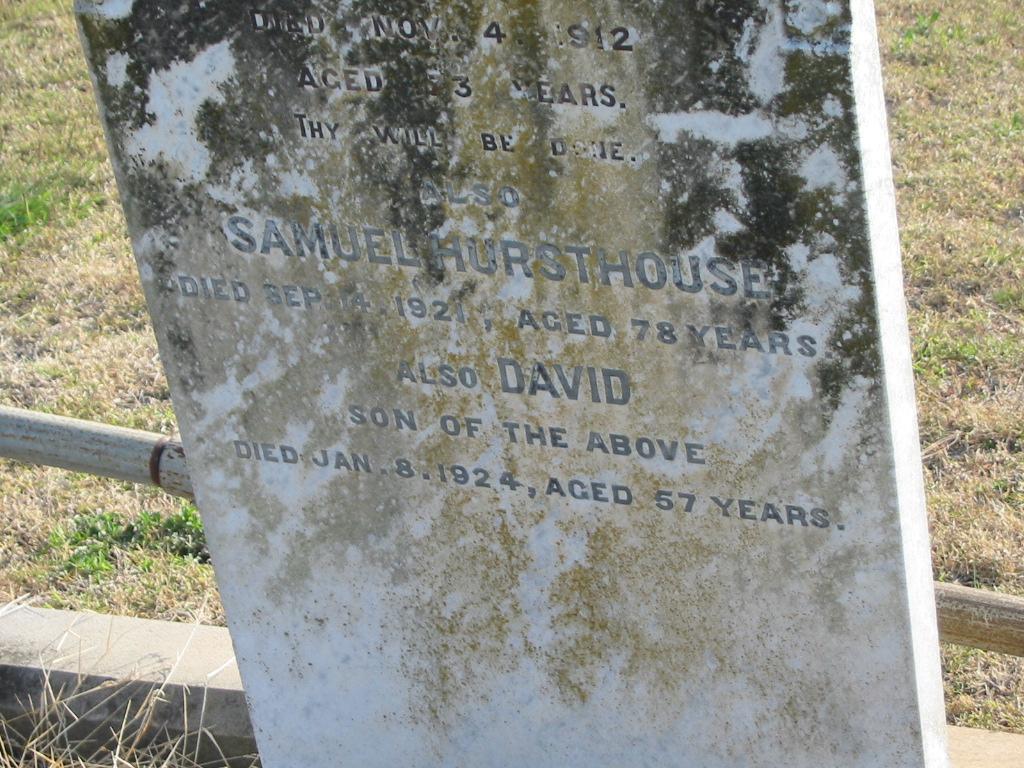 DIED NOV. 4. 1912
AGED 3 YEARS.
THY WILL BE DONE.
ALSO
SAMUEL HURSTHOUSE
DIED SEP. 14. 1921, AGED 78 YEARS
ALSO DAVID
SON OF THE ABOVE
DIED JAN. 8. 1924, AGED 57 YEARS.